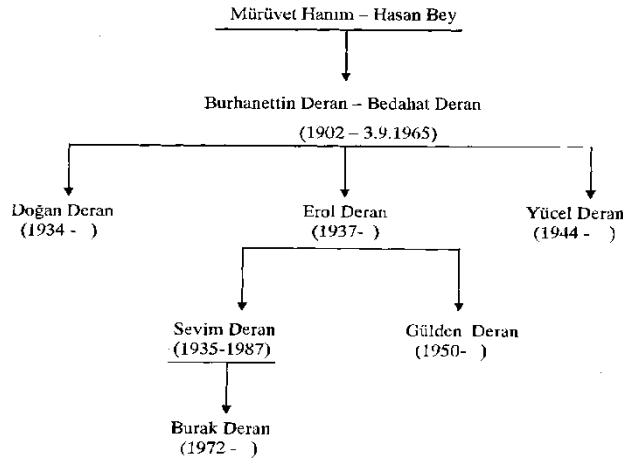 Mürüvet Hanım – Hasan Bey
Burhanettin Deran – Bedahat Deran
(1902 – 3.9.1965)
Doğan Deran
(1934 - )
Erol Deran
(1937- )
Yücel Deran
(1944 - )
Sevim Deran
(1935-1987)
Gülden Deran
(1950- )
Burak Deran
(1972 - )